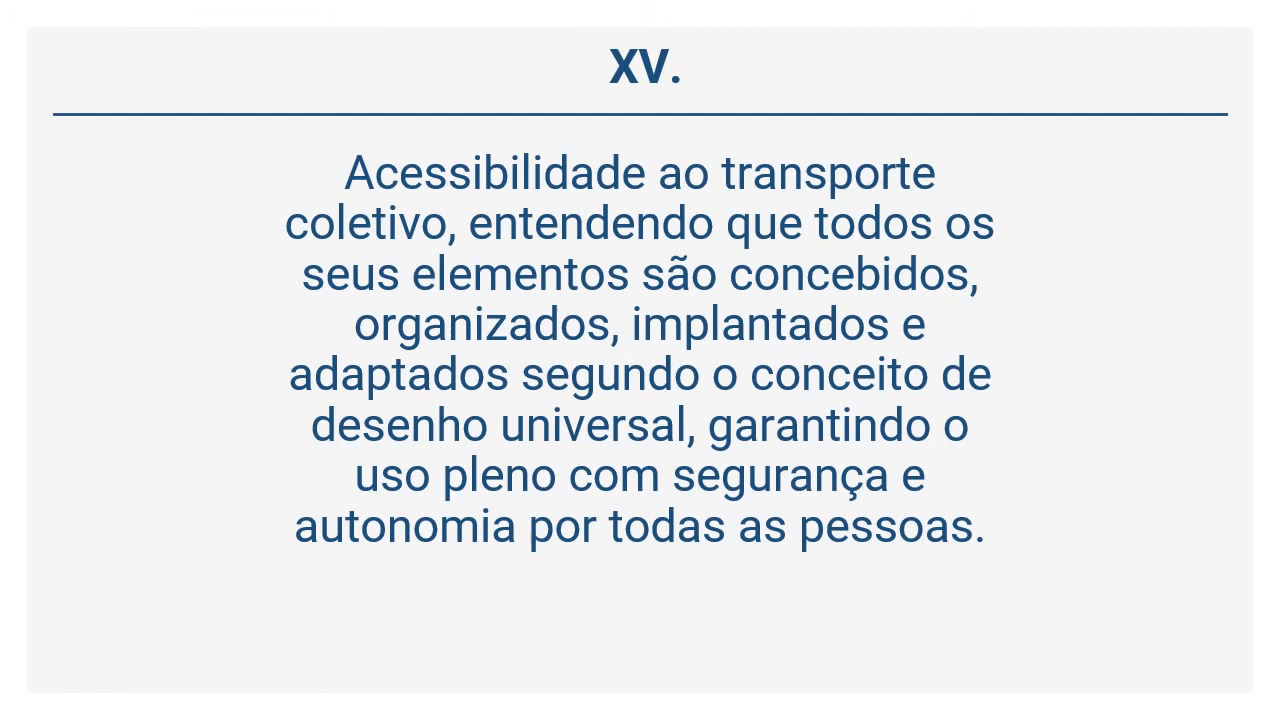 XV.
Acessibilidade ao transporte
coletivo, entendendo que todos os
seus elementos são concebidos,
organizados, implantados e
adaptados segundo o conceito de
desenho universal, garantindo o
uso pleno com segurança e
autonomia por todas as pessoas.